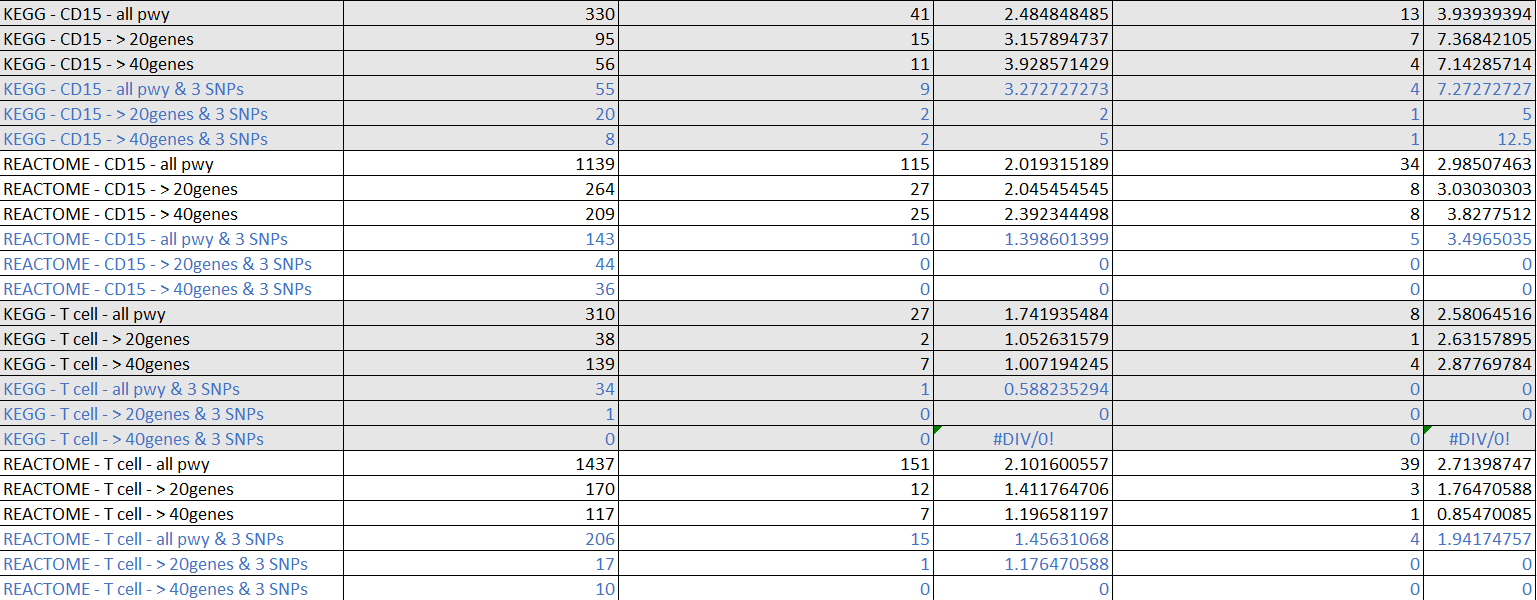 KEGG - CD15 - all pwy 330 41 2.484848485 13 3.93939394
KEGG - CD15 - > 20genes 95 15 3.157894737 7 7.36842105
KEGG - CD15 - > 40genes 56 11 3.928571429 4 7.14285714
KEGG - CD15 - all pwy & 3 SNPs 55 9 3.272727273 4 7.27272727
KEGG - CD15 - > 20genes & 3 SNPs 20 2 2 1 5
KEGG - CD15 - > 40genes & 3 SNPs 8 2 5 1 12.5
REACTOME - CD15 - all pwy 1139 115 2.019315189 34 2.98507463
REACTOME - CD15 - > 20genes 264 27 2.045454545 8 3.03030303
REACTOME - CD15 - > 40genes 209 25 2.392344498 8 3.8277512
REACTOME - CD15 - all pwy & 3 SNPs 143 10 1.398601399 5 3.4965035
REACTOME - CD15 - > 20genes & 3 SNPs 44 0 0 0 0
REACTOME - CD15 - > 40genes & 3 SNPs 36 0 0 0 0
KEGG - T cell - all pwy 310 27 1.741935484 8 2.58064516
KEGG - T cell - > 20genes 38 2 1.052631579 1 2.63157895
KEGG - T cell - > 40genes 139 7 1.007194245 4 2.87769784
KEGG - T cell - all pwy & 3 SNPs 34 1 0.588235294 0 0
KEGG - T cell - > 20genes & 3 SNPs 1 0 0 0 0
KEGG - T cell - > 40genes & 3 SNPs 0 0 #DIV/0! 0 #DIV/0!
REACTOME - T cell - all pwy 1437 151 2.101600557 39 2.71398747
REACTOME - T cell - > 20genes 170 12 1.411764706 3 1.76470588
REACTOME - T cell - > 40genes 117 7 1.196581197 1 0.85470085
REACTOME - T cell - all pwy & 3 SNPs 206 15 1.45631068 4 1.94174757
REACTOME - T cell - > 20genes & 3 SNPs 17 1 1.176470588 0 0
REACTOME - T cell - > 40genes & 3 SNPs 10 0 0 0 0